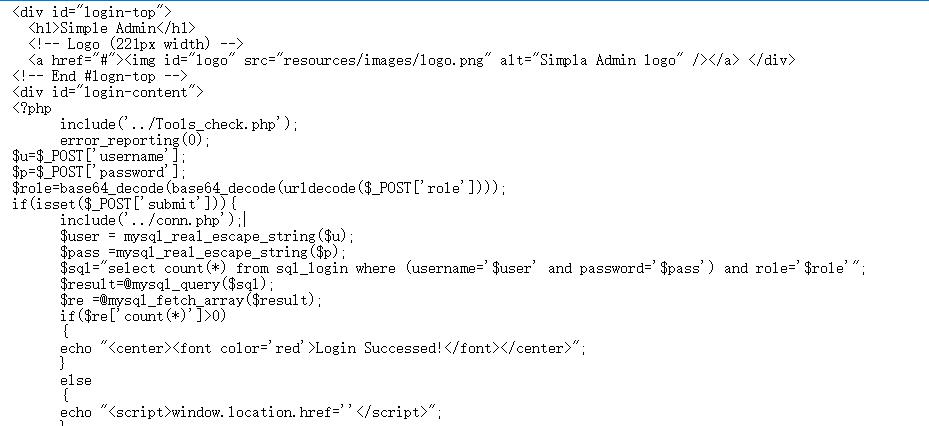 <div id="login-top">
<h1>Simple Admin</h1>
<!-- Logo (221px width) -->
<a href="#"><img id="logo" src="resources/images/logo.png" alt="Simpla Admin logo" /></a> </div>
<!-- End #logn-top -->
<div id="login-content">
<?php
include('../Tools_check.php');
error_reporting(0);
$u=$_POST['username'];
$p=$_POST['password'];
$role=base64_decode(base64_decode(urldecode($_POST['role'])));
if(isset($_POST['submit'])){
include('../conn.php');
$user = mysql_real_escape_string($u);
$pass =mysql_real_escape_string($p);
$sql="select count(*) from sql_login where (username='$user' and password='$pass') and role='$role'";
$result=@mysql_query($sql);
$re =@mysql_fetch_array($result);
if($re['count(*)']>0)
{
echo "<center><font color='red'>Login Successed!</font></center>";
}
else
{
echo "<script>window.location.href=''</script>";
}